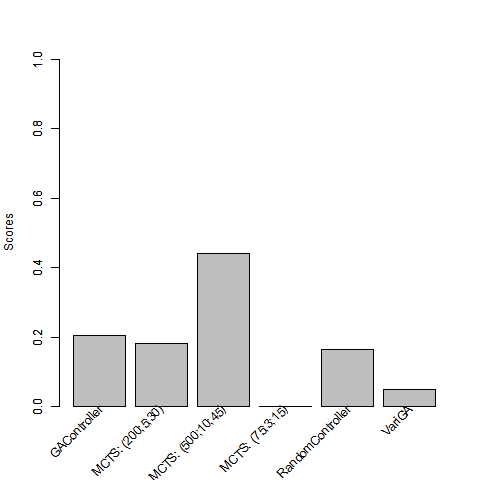 Scores
1.0
0.8
0.6
0.4
0.2
0.0
GAController
MCTS: (200;5;30)
MCTS: (500;10;45)
MCTS: (75;3;15)
RandomController
VariGA